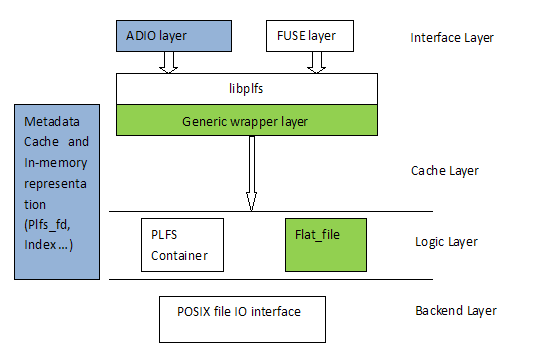 ADIO layer
FUSE layer
Interface Layer
libplfs
Generic wrapper layer
Metadata
Cache and
In-memory
representa
tion
(Plfs_fd,
Index...)
Cache Layer
PLFS
Container
Flat_file
Logic Layer
POSIX file IO interface
Backend Layer